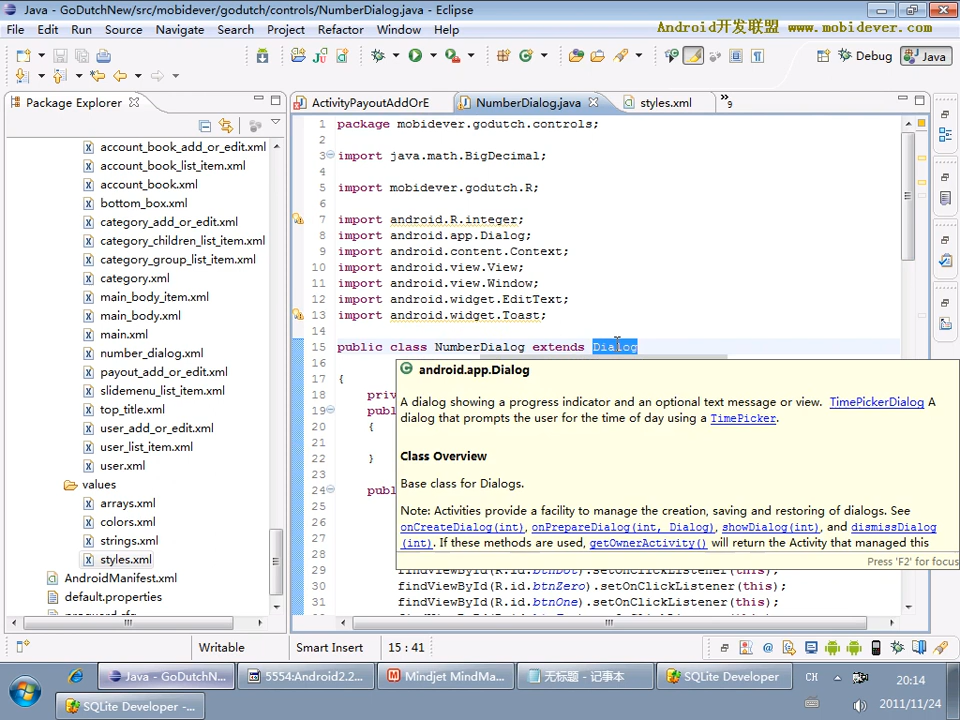 Java - GoDutchNew/src/mobidever/godutch/controls/NumberDialog.java - Eclipse
File Edit Run Source Navigate Search Project Refactor Window Help
Android开发联盟 www.mobidever.com
Debug Java
Package Explorer
ActivityPayoutAddOrE NumberDialog.java styles.xml »9
account_book_add_or_edit.xml
account_book_list_item.xml
account_book.xml
bottom_box.xml
category_add_or_edit.xml
category_children_list_item.xml
category_group_list_item.xml
category.xml
main_body_item.xml
main_body.xml
main.xml
number_dialog.xml
payout_add_or_edit.xml
slidemenu_list_item.xml
top_title.xml
user_add_or_edit.xml
user_list_item.xml
user.xml
values
arrays.xml
colors.xml
strings.xml
styles.xml
AndroidManifest.xml
default.properties
1 package mobidever.godutch.controls;
2
3 import java.math.BigDecimal;
4
5 import mobidever.godutch.R;
6
7 import android.R.integer;
8 import android.app.Dialog;
9 import android.content.Context;
10 import android.view.View;
11 import android.view.Window;
12 import android.widget.EditText;
13 import android.widget.Toast;
14
15 public class NumberDialog extends Dialog
16
17 {
18 pri
19 pub
20 {
21
22 }
23
24 pub
25
26
27
28
29 findViewById(R.id.btnDot).setOnClickListener(this);
30 findViewById(R.id.btnZero).setOnClickListener(this);
31 findViewById(R.id.btnOne).setOnClickListener(this);
android.app.Dialog
A dialog showing a progress indicator and an optional text message or view. TimePickerDialog A
dialog that prompts the user for the time of day using a TimePicker.
Class Overview
Base class for Dialogs.
Note: Activities provide a facility to manage the creation, saving and restoring of dialogs. See
onCreateDialog(int), onPrepareDialog(int, Dialog), showDialog(int), and dismissDialog
(int). If these methods are used, getOwnerActivity() will return the Activity that managed this
Press 'F2' for focus
Writable Smart Insert 15 : 41
Java - GoDutchN... 5554:Android2.2... Mindjet MindMa... 无标题 - 记事本 SQLite Developer CH 20:14
SQLite Developer -... 2011/11/24